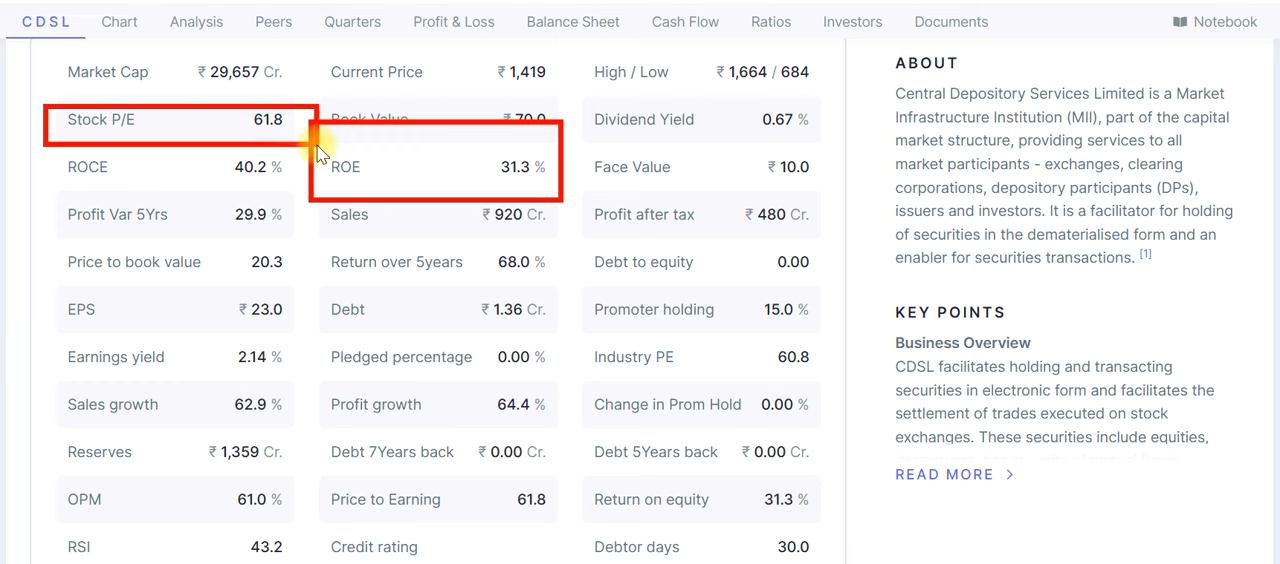 CDSL Chart Analysis Peers Quarters Profit & Loss Balance Sheet Cash Flow Ratios Investors Documents Notebook
Market Cap ₹ 29,657 Cr. Current Price ₹ 1,419 High / Low ₹ 1,664 / 684
Stock P/E 61.8 Book Value ₹ 70.0 Dividend Yield 0.67 %
ROCE 40.2 % ROE 31.3 % Face Value ₹ 10.0
Profit Var 5Yrs 29.9 % Sales ₹ 920 Cr. Profit after tax ₹ 480 Cr.
Price to book value 20.3 Return over 5years 68.0 % Debt to equity 0.00
EPS ₹ 23.0 Debt ₹ 1.36 Cr. Promoter holding 15.0 %
Earnings yield 2.14 % Pledged percentage 0.00 % Industry PE 60.8
Sales growth 62.9 % Profit growth 64.4 % Change in Prom Hold 0.00 %
Reserves ₹ 1,359 Cr. Debt 7Years back ₹ 0.00 Cr. Debt 5Years back ₹ 0.00 Cr.
OPM 61.0 % Price to Earning 61.8 Return on equity 31.3 %
RSI 43.2 Credit rating Debtor days 30.0
ABOUT
Central Depository Services Limited is a Market
Infrastructure Institution (MII), part of the capital
market structure, providing services to all
market participants - exchanges, clearing
corporations, depository participants (DPs),
issuers and investors. It is a facilitator for holding
of securities in the dematerialised form and an
enabler for securities transactions. [1]
KEY POINTS
Business Overview
CDSL facilitates holding and transacting
securities in electronic form and facilitates the
settlement of trades executed on stock
exchanges. These securities include equities,
READ MORE >